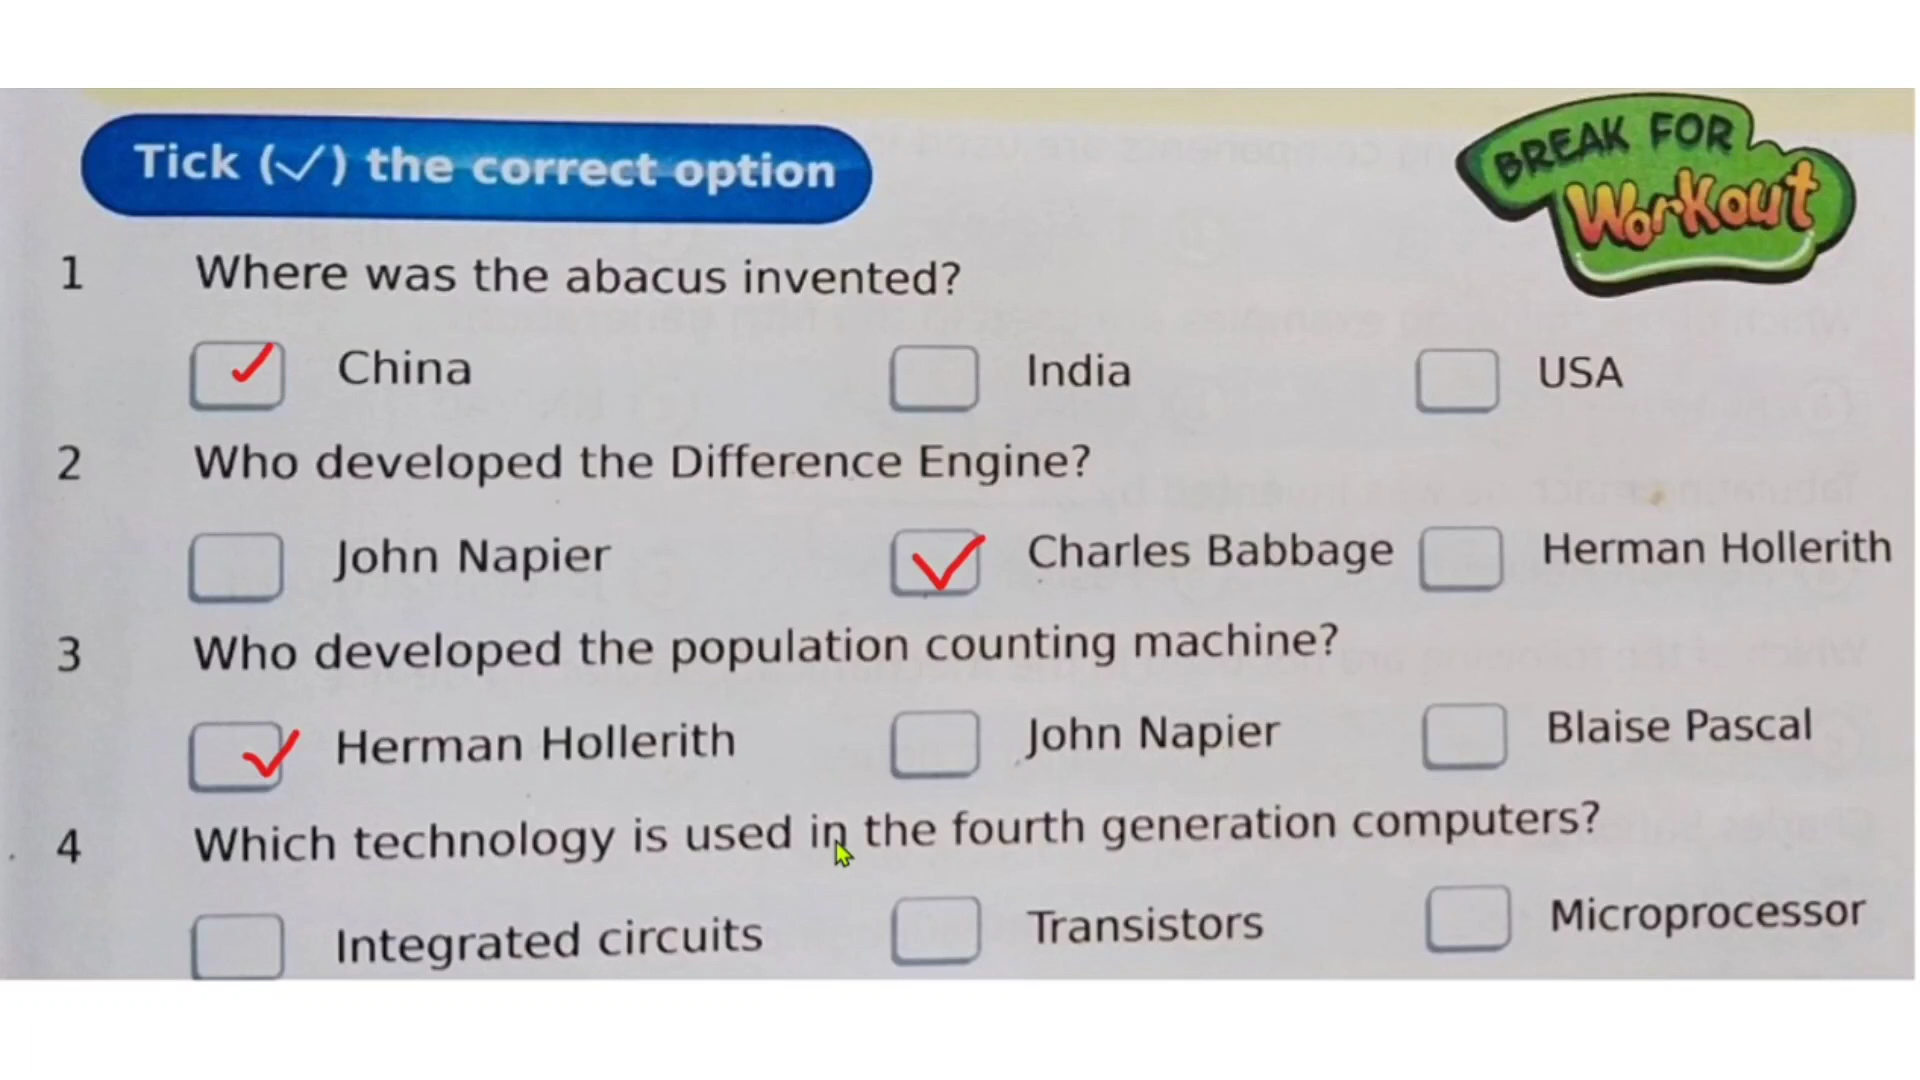 Tick (✓) the correct option
BREAK FOR
Workout
1 Where was the abacus invented?
China India USA
2 Who developed the Difference Engine?
John Napier Charles Babbage Herman Hollerith
3 Who developed the population counting machine?
Herman Hollerith John Napier Blaise Pascal
4 Which technology is used in the fourth generation computers?
Integrated circuits Transistors Microprocessor